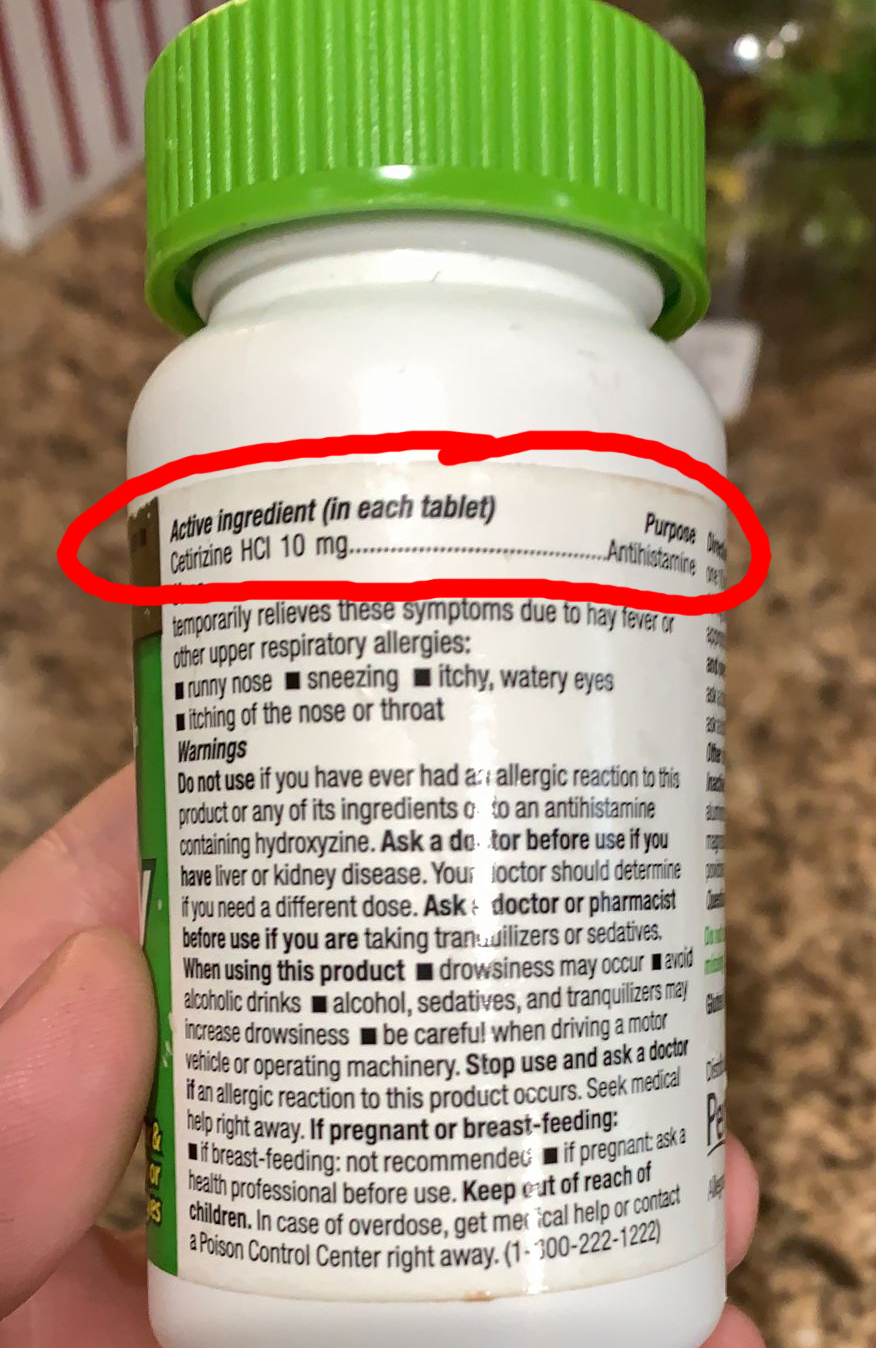 Active ingredient (in each tablet) Purpose
Cetirizine HCl 10 mg................................................Antihistamine
temporarily relieves these symptoms due to hay fever or
other upper respiratory allergies:
■ runny nose ■ sneezing ■ itchy, watery eyes
■ itching of the nose or throat
Warnings
Do not use if you have ever had an allergic reaction to this
product or any of its ingredients or to an antihistamine
containing hydroxyzine. Ask a doctor before use if you
have liver or kidney disease. Your doctor should determine
if you need a different dose. Ask a doctor or pharmacist
before use if you are taking tranquilizers or sedatives.
When using this product ■ drowsiness may occur ■ avoid
alcoholic drinks ■ alcohol, sedatives, and tranquilizers may
increase drowsiness ■ be careful when driving a motor
vehicle or operating machinery. Stop use and ask a doctor
if an allergic reaction to this product occurs. Seek medical
help right away. If pregnant or breast-feeding:
■ if breast-feeding: not recommended ■ if pregnant: ask a
health professional before use. Keep out of reach of
children. In case of overdose, get medical help or contact
a Poison Control Center right away. (1-800-222-1222)